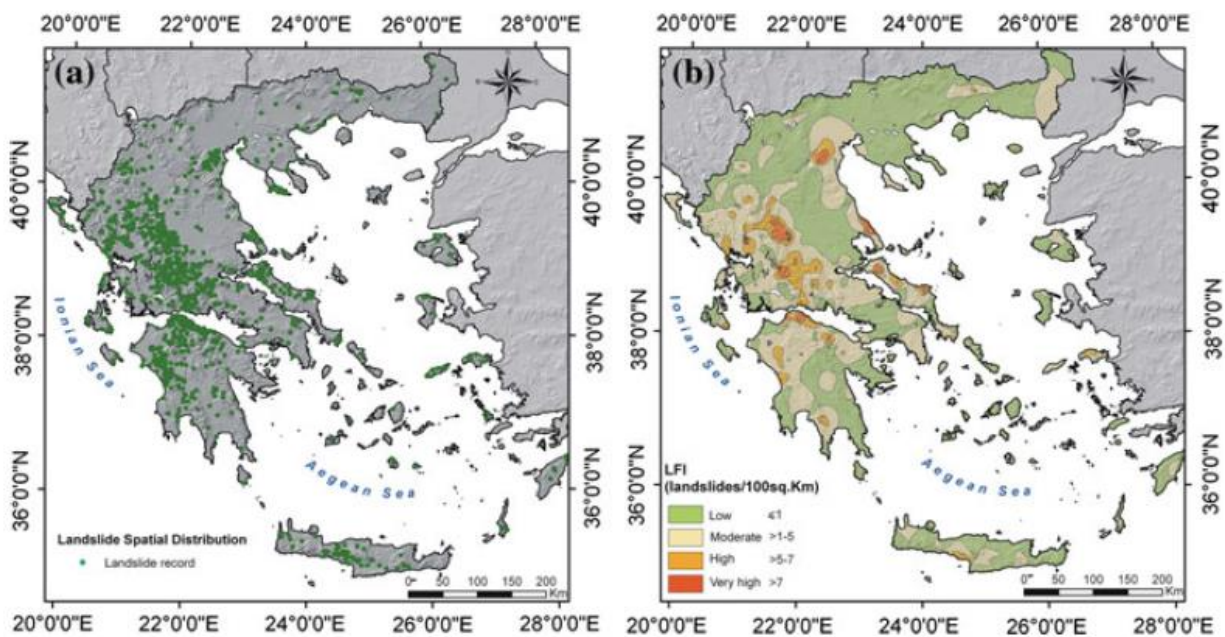 22°0'0"E 24°0'0"E 26°0'0"E 28°0'0"E
(a)
40°0'0"N 40°0'0"N
38°0'0"N 38°0'0"N
36°0'0"N 36°0'0"N
Ionian Sea
Aegean Sea
Landslide Spatial Distribution
Landslide record
0 50 100 150 200
Km
20°0'0"E 22°0'0"E 24°0'0"E 26°0'0"E 28°0'0"E
22°0'0"E 24°0'0"E 26°0'0"E 28°0'0"E
(b)
40°0'0"N 40°0'0"N
38°0'0"N 38°0'0"N
36°0'0"N 36°0'0"N
Ionian Sea
Aegean Sea
LFI
(landslides/100sq.Km)
Low ≤1
Moderate >1-5
High >5-7
Very high >7
0 50 100 150 200
Km
20°0'0"E 22°0'0"E 24°0'0"E 26°0'0"E 28°0'0"E